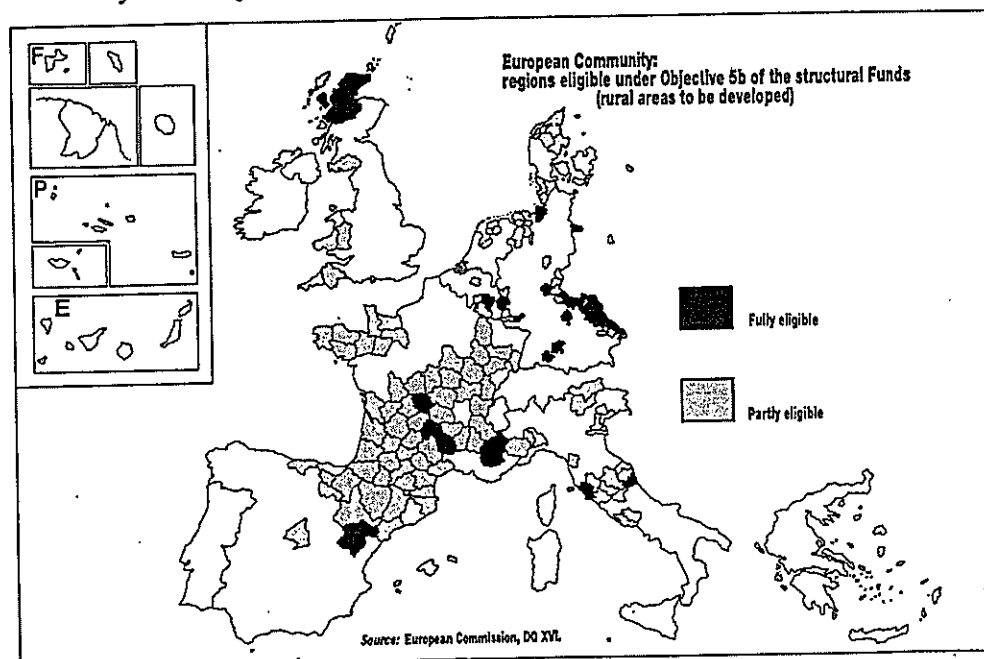 European Community:
regions eligible under Objective 5b of the structural Funds
(rural areas to be developed)
F
P
E
Fully eligible
Partly eligible
Source: European Commission, DG XVI.